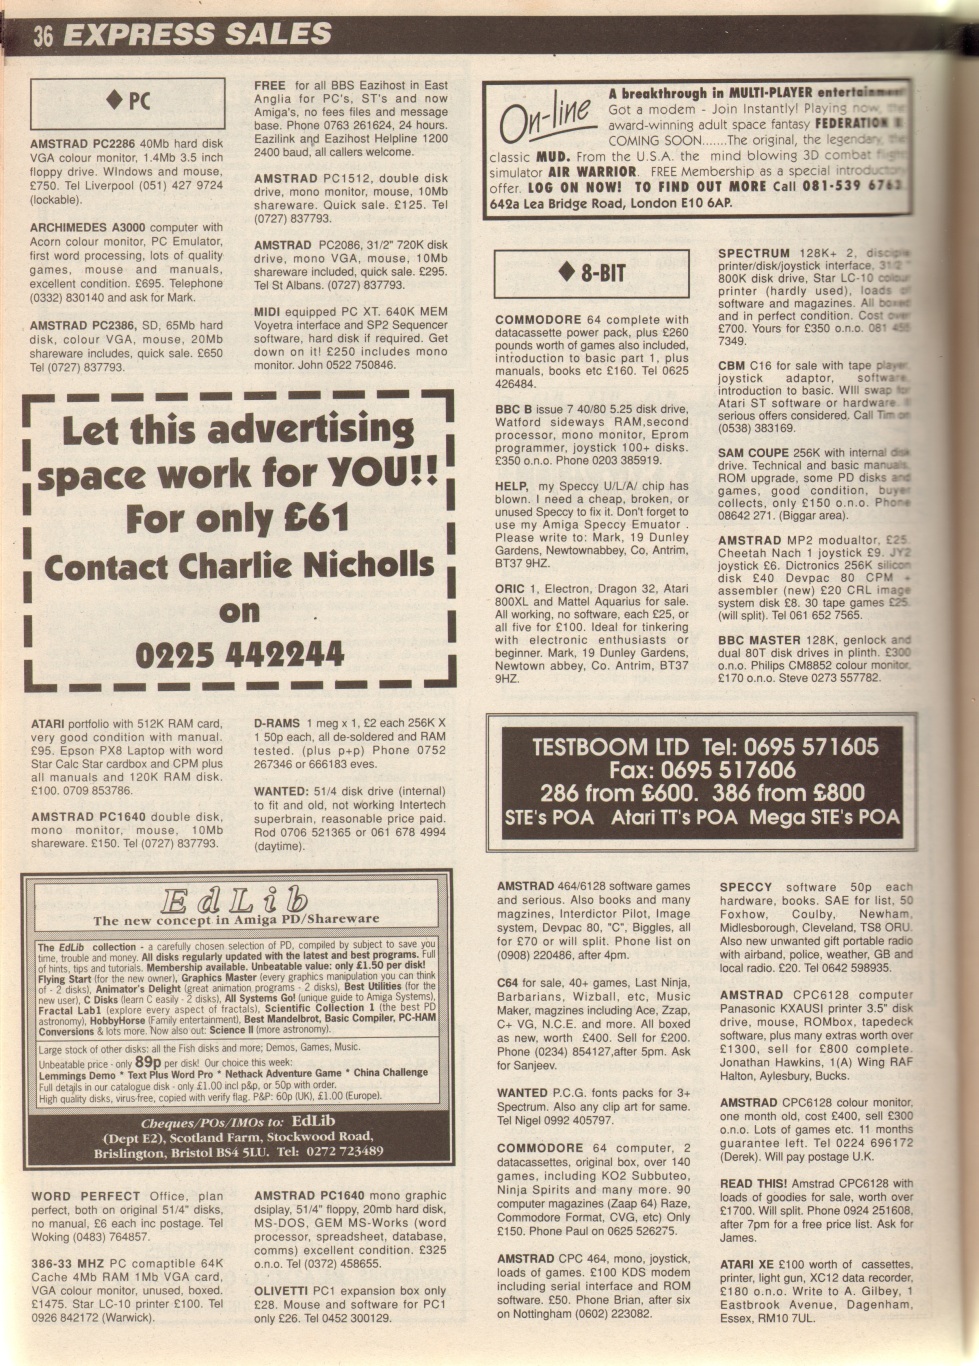 36 EXPRESS SALES
◆ PC
AMSTRAD PC2286 40Mb hard disk
VGA colour monitor, 1.4Mb 3.5 inch
floppy drive. WIndows and mouse,
£750. Tel Liverpool (051) 427 9724
(lockable).
ARCHIMEDES A3000 computer with
Acorn colour monitor, PC Emulator,
first word processing, lots of quality
games, mouse and manuals,
excellent condition. £695. Telephone
(0332) 830140 and ask for Mark.
AMSTRAD PC2386, SD, 65Mb hard
disk, colour VGA, mouse, 20Mb
shareware includes, quick sale. £650
Tel (0727) 837793.
FREE for all BBS Eazihost in East
Anglia for PC's, ST's and now
Amiga's, no fees files and message
base. Phone 0763 261624, 24 hours.
Eazilink and Eazihost Helpline 1200
2400 baud, all callers welcome.
AMSTRAD PC1512, double disk
drive, mono monitor, mouse, 10Mb
shareware. Quick sale. £125. Tel
(0727) 837793.
AMSTRAD PC2086, 31/2" 720K disk
drive, mono VGA, mouse, 10Mb
shareware included, quick sale. £295.
Tel St Albans. (0727) 837793.
MIDI equipped PC XT. 640K MEM
Voyetra interface and SP2 Sequencer
software, hard disk if required. Get
down on it! £250 includes mono
monitor. John 0522 750846.
Let this advertising
space work for YOU!!
For only £61
Contact Charlie Nicholls
on
0225 442244
ATARI portfolio with 512K RAM card,
very good condition with manual.
£95. Epson PX8 Laptop with word
Star Calc Star cardbox and CPM plus
all manuals and 120K RAM disk.
£100. 0709 853786.
AMSTRAD PC1640 double disk,
mono monitor, mouse, 10Mb
shareware. £150. Tel (0727) 837793.
D-RAMS 1 meg x 1, £2 each 256K X
1 50p each, all de-soldered and RAM
tested. (plus p+p) Phone 0752
267346 or 666183 eves.
WANTED: 51/4 disk drive (internal)
to fit and old, not working Intertech
superbrain, reasonable price paid.
Rod 0706 521365 or 061 678 4994
(daytime).
EdLib
The new concept in Amiga PD/Shareware
The EdLib collection - a carefully chosen selection of PD, compiled by subject to save you
time, trouble and money. All disks regularly updated with the latest and best programs. Full
of hints, tips and tutorials. Membership available. Unbeatable value: only £1.50 per disk!
Flying Start (for the new owner), Graphics Master (every graphics manipulation you can think
of - 2 disks), Animator's Delight (great animation programs - 2 disks), Best Utilities (for the
new user), C Disks (learn C easily - 2 disks), All Systems Go! (unique guide to Amiga Systems),
Fractal Lab1 (explore every aspect of fractals), Scientific Collection 1 (the best PD
astronomy), HobbyHorse (Family entertainment), Best Mandelbrot, Basic Compiler, PC-HAM
Conversions & lots more. Now also out: Science II (more astronomy).
Large stock of other disks: all the Fish disks and more; Demos, Games, Music.
Unbeatable price - only 89p per disk! Our choice this week:
Lemmings Demo * Text Plus Word Pro * Nethack Adventure Game * China Challenge
Full details in our catalogue disk - only £1.00 incl p&p, or 50p with order.
High quality disks, virus-free, copied with verify flag. P&P: 60p (UK), £1.00 (Europe).
Cheques/POs/IMOs to: EdLib
(Dept E2), Scotland Farm, Stockwood Road,
Brislington, Bristol BS4 5LU. Tel: 0272 723489
WORD PERFECT Office, plan
perfect, both on original 51/4" disks,
no manual, £6 each inc postage. Tel
Woking (0483) 764857.
386-33 MHZ PC comaptible 64K
Cache 4Mb RAM 1Mb VGA card,
VGA colour monitor, unused, boxed.
£1475. Star LC-10 printer £100. Tel
0926 842172 (Warwick).
AMSTRAD PC1640 mono graphic
dsiplay, 51/4" floppy, 20mb hard disk,
MS-DOS, GEM MS-Works (word
processor, spreadsheet, database,
comms) excellent condition. £325
o.n.o. Tel (0372) 458655.
OLIVETTI PC1 expansion box only
£28. Mouse and software for PC1
only £26. Tel 0452 300129.
On-line
A breakthrough in MULTI-PLAYER entertainment
Got a modem - Join Instantly! Playing now, the
award-winning adult space fantasy FEDERATION II
COMING SOON.......The original, the legendary, the
classic MUD. From the U.S.A. the mind blowing 3D combat flight
simulator AIR WARRIOR. FREE Membership as a special introductory
offer. LOG ON NOW! TO FIND OUT MORE Call 081-539 6763
642a Lea Bridge Road, London E10 6AP.
◆ 8-BIT
COMMODORE 64 complete with
datacassette power pack, plus £260
pounds worth of games also included,
introduction to basic part 1, plus
manuals, books etc £160. Tel 0625
426484.
BBC B issue 7 40/80 5.25 disk drive,
Watford sideways RAM,second
processor, mono monitor, Eprom
programmer, joystick 100+ disks.
£350 o.n.o. Phone 0203 385919.
HELP, my Speccy U/L/A/ chip has
blown. I need a cheap, broken, or
unused Speccy to fix it. Don't forget to
use my Amiga Speccy Emuator .
Please write to: Mark, 19 Dunley
Gardens, Newtownabbey, Co, Antrim,
BT37 9HZ.
ORIC 1, Electron, Dragon 32, Atari
800XL and Mattel Aquarius for sale.
All working, no software, each £25, or
all five for £100. Ideal for tinkering
with electronic enthusiasts or
beginner. Mark, 19 Dunley Gardens,
Newtown abbey, Co. Antrim, BT37
9HZ.
SPECTRUM 128K+ 2, disciple
printer/disk/joystick interface, 31/2"
800K disk drive, Star LC-10 colour
printer (hardly used), loads of
software and magazines. All boxed
and in perfect condition. Cost over
£700. Yours for £350 o.n.o. 081
7349.
CBM C16 for sale with tape player,
joystick adaptor, software,
introduction to basic. WIll swap for
Atari ST software or hardware.
serious offers considered. Call Tim on
(0538) 383169.
SAM COUPE 256K with internal disk
drive. Technical and basic manuals.
ROM upgrade, some PD disks and
games, good condition, buyer
collects, only £150 o.n.o. Phone
08642 271. (Biggar area).
AMSTRAD MP2 modualtor, £25.
Cheetah Nach 1 joystick £9. JY2
joystick £6. Dictronics 256K silicon
disk £40 Devpac 80 CPM +
assembler (new) £20 CRL image
system disk £8. 30 tape games £25.
(will split). Tel 061 652 7565.
BBC MASTER 128K, genlock and
dual 80T disk drives in plinth. £300
o.n.o. Philips CM8852 colour monitor,
£170 o.n.o. Steve 0273 557782.
TESTBOOM LTD Tel: 0695 571605
Fax: 0695 517606
286 from £600. 386 from £800
STE's POA Atari TT's POA Mega STE's POA
AMSTRAD 464/6128 software games
and serious. Also books and many
magzines, Interdictor Pilot, Image
system, Devpac 80, "C", Biggles, all
for £70 or will split. Phone list on
(0908) 220486, after 4pm.
C64 for sale, 40+ games, Last Ninja,
Barbarians, Wizball, etc, Music
Maker, magzines including Ace, Zzap,
C+ VG, N.C.E. and more. All boxed
as new, worth £400. Sell for £200.
Phone (0234) 854127,after 5pm. Ask
for Sanjeev.
WANTED P.C.G. fonts packs for 3+
Spectrum. Also any clip art for same.
Tel Nigel 0992 405797.
COMMODORE 64 computer, 2
datacassettes, original box, over 140
games, including KO2 Subbuteo,
Ninja Spirits and many more. 90
computer magazines (Zaap 64) Raze,
Commodore Format, CVG, etc) Only
£150. Phone Paul on 0625 526275.
AMSTRAD CPC 464, mono, joystick,
loads of games. £100 KDS modem
including serial interface and ROM
software. £50. Phone Brian, after six
on Nottingham (0602) 223082.
SPECCY software 50p each
hardware, books. SAE for list, 50
Foxhow, Coulby, Newham,
Midlesborough, Cleveland, TS8 ORU.
Also new unwanted gift portable radio
with airband, police, weather, GB and
local radio. £20. Tel 0642 598935.
AMSTRAD CPC6128 computer
Panasonic KXAUSI printer 3.5" disk
drive, mouse, ROMbox, tapedeck
software, plus many extras worth over
£1300, sell for £800 complete.
Jonathan Hawkins, 1(A) Wing RAF
Halton, Aylesbury, Bucks.
AMSTRAD CPC6128 colour monitor,
one month old, cost £400, sell £300
o.n.o. Lots of games etc. 11 months
guarantee left. Tel 0224 696172
(Derek). Will pay postage U.K.
READ THIS! Amstrad CPC6128 with
loads of goodies for sale, worth over
£1700. Will split. Phone 0924 251608,
after 7pm for a free price list. Ask for
James.
ATARI XE £100 worth of cassettes,
printer, light gun, XC12 data recorder,
£180 o.n.o. Write to A. Gilbey, 1
Eastbrook Avenue, Dagenham,
Essex, RM10 7UL.